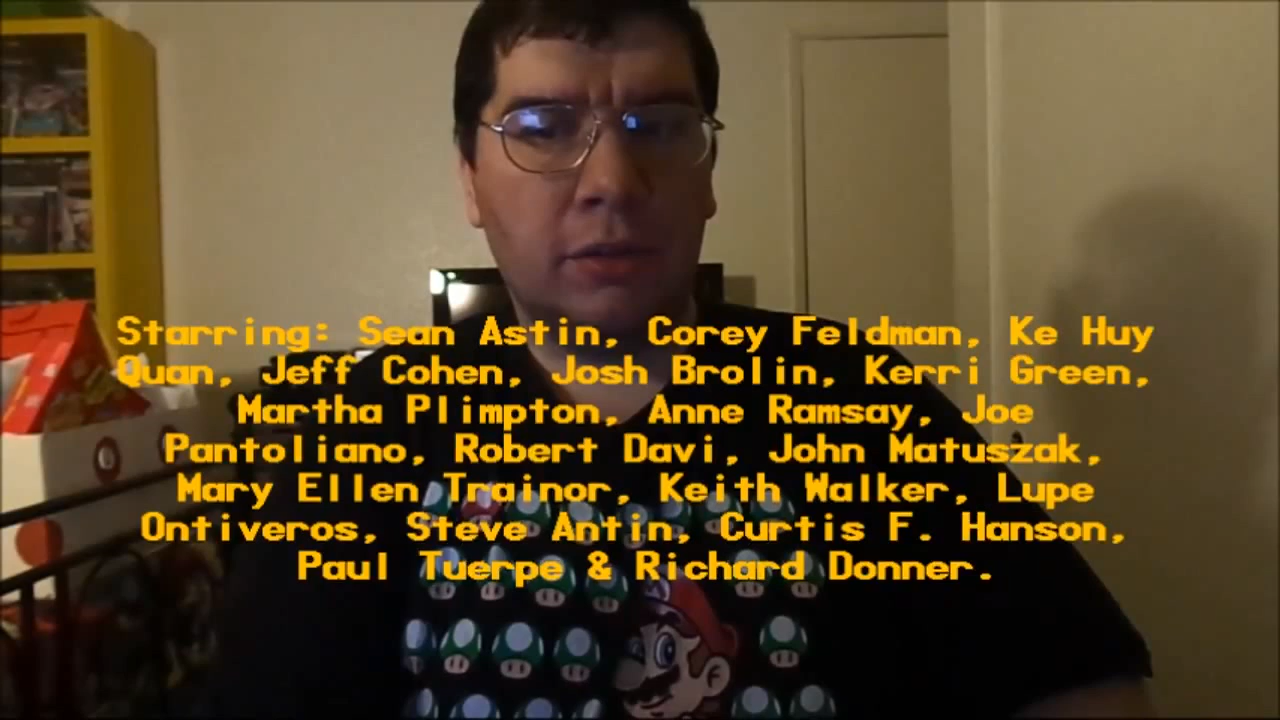 Starring: Sean Astin, Corey Feldman, Ke Huy
Quan, Jeff Cohen, Josh Brolin, Kerri Green,
Martha Plimpton, Anne Ramsay, Joe
Pantoliano, Robert Davi, John Matuszak,
Mary Ellen Trainor, Keith Walker, Lupe
Ontiveros, Steve Antin, Curtis F. Hanson,
Paul Tuerpe & Richard Donner.